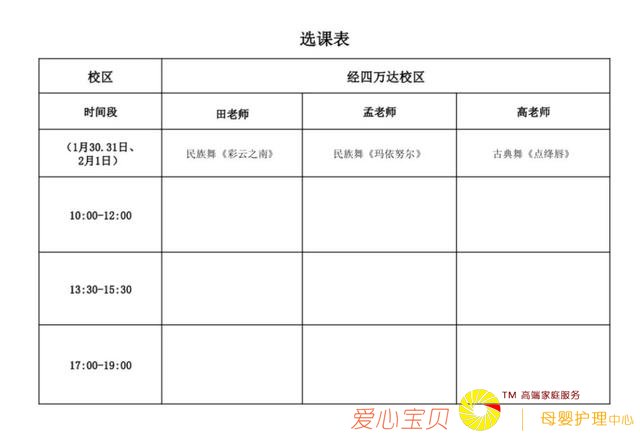 选课表
校区 经四万达校区
时间段 田老师 孟老师 高老师
（1月30.31日、
2月1日） 民族舞《彩云之南》 民族舞《玛依努尔》 古典舞《点绛唇》
10:00-12:00
13:30-15:30
17:00-19:00
TM 高端家庭服务
爱心宝贝 母婴护理中心